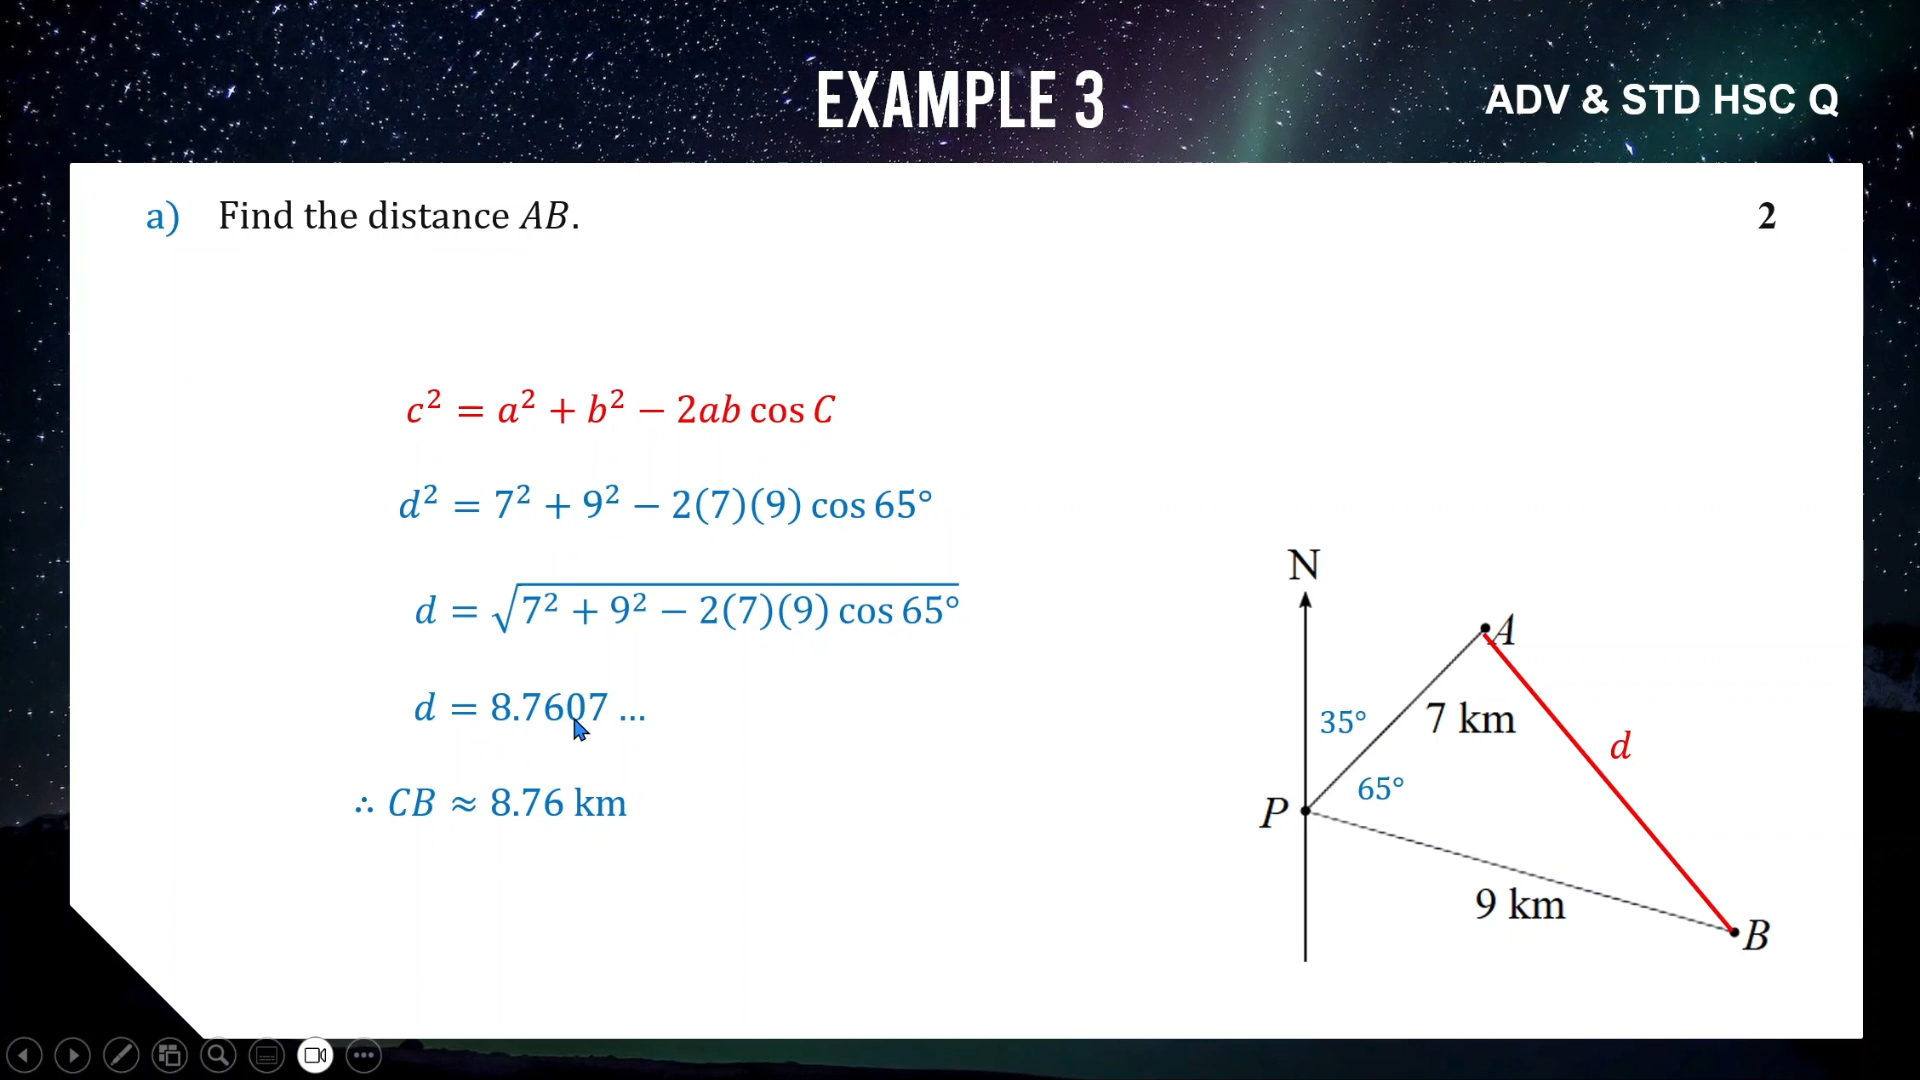 EXAMPLE 3
ADV & STD HSC Q
a) Find the distance AB. 2
c² = a² + b² − 2ab cos C
d² = 7² + 9² − 2(7)(9) cos 65°
d = √7² + 9² − 2(7)(9) cos 65°
d = 8.7607 ...
∴ CB ≈ 8.76 km
N
A
35°
7 km
d
65°
P
9 km
B